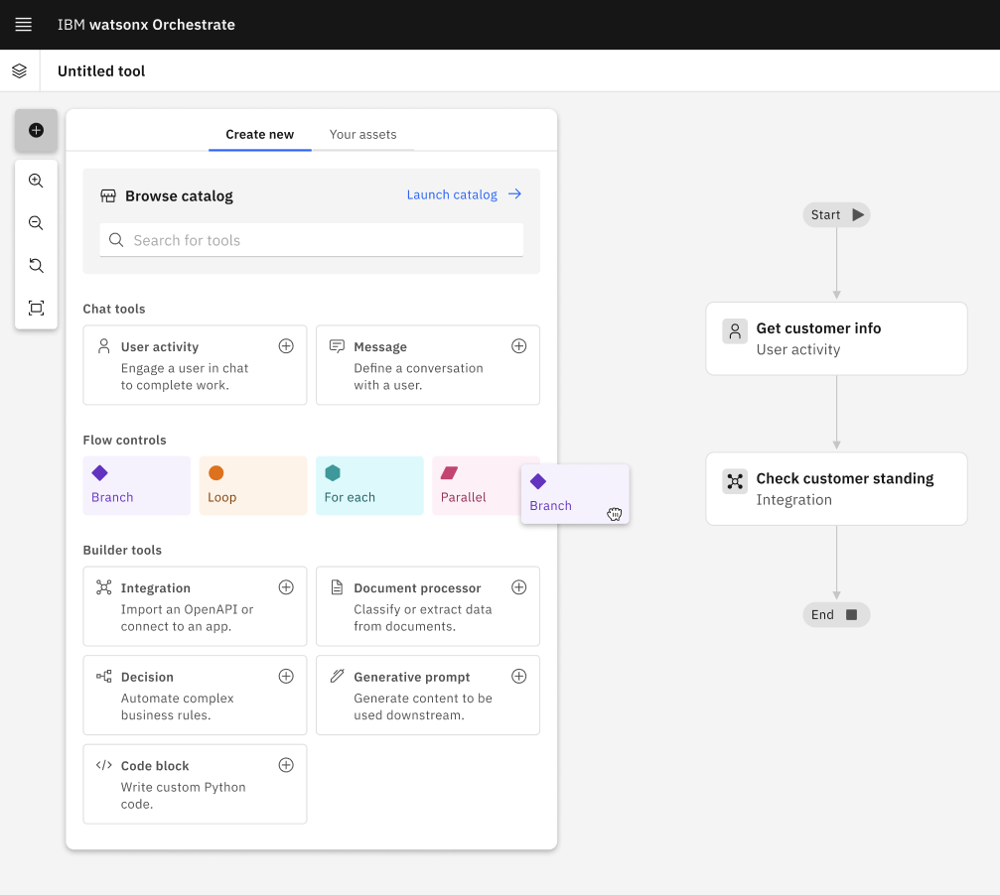 IBM watsonx Orchestrate
Untitled tool
Create new
Your assets
Browse catalog
Launch catalog
Search for tools
Chat tools
User activity
Engage a user in chat
to complete work.
Message
Define a conversation
with a user.
Flow controls
Branch
Loop
For each
Parallel
Branch
Builder tools
Integration
Import an OpenAPI or
connect to an app.
Document processor
Classify or extract data
from documents.
Decision
Automate complex
business rules.
Generative prompt
Generate content to be
used downstream.
Code block
Write custom Python
code.
Start
Get customer info
User activity
Check customer standing
Integration
End